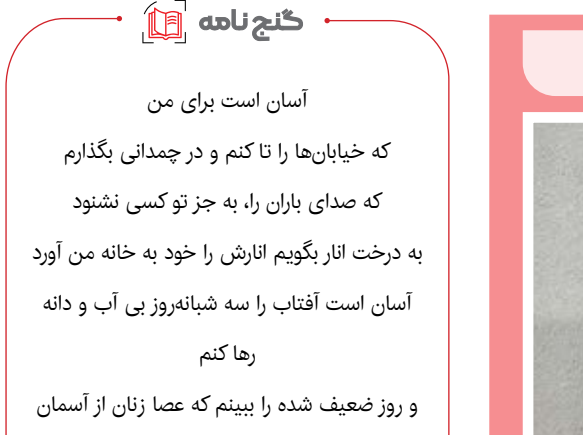 گنج نامه
آسان است برای من
که خیابان‌ها را تا کنم و در چمدانی بگذارم
که صدای باران را، به جز تو کسی نشنود
به درخت انار بگویم انارش را خود به خانه من آورد
آسان است آفتاب را سه شبانه‌روز بی آب و دانه
رها کنم
و روز ضعیف شده را ببینم که عصا زنان از آسمان